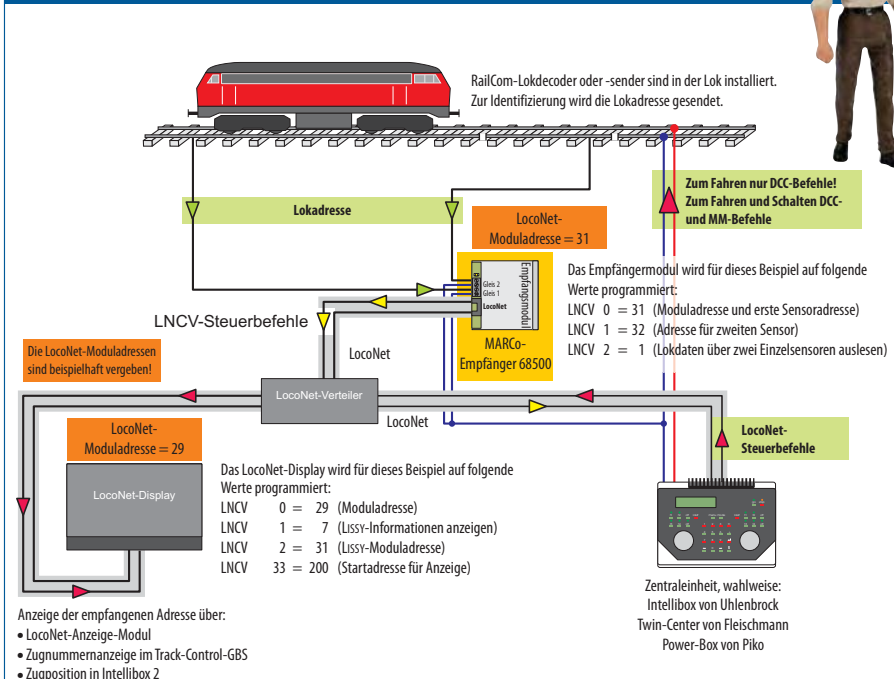 RailCom-Lokdecoder oder -sender sind in der Lok installiert.
Zur Identifizierung wird die Lokadresse gesendet.
Zum Fahren nur DCC-Befehle!
Zum Fahren und Schalten DCC-
und MM-Befehle
Lokadresse
LocoNet-
Moduladresse = 31
Gleis 2
Gleis 1
LocoNet
Empfangsmodul
MARCo-
Empfänger 68500
Das Empfängermodul wird für dieses Beispiel auf folgende
Werte programmiert:
LNCV 0 = 31 (Moduladresse und erste Sensoradresse)
LNCV 1 = 32 (Adresse für zweiten Sensor)
LNCV 2 = 1 (Lokdaten über zwei Einzelsensoren auslesen)
LNCV-Steuerbefehle
LocoNet
Die LocoNet-Moduladressen
sind beispielhaft vergeben!
LocoNet-Verteiler
LocoNet
LocoNet-
Steuerbefehle
LocoNet-
Moduladresse = 29
LocoNet-Display
Das LocoNet-Display wird für dieses Beispiel auf folgende
Werte programmiert:
LNCV 0 = 29 (Moduladresse)
LNCV 1 = 7 (LISSY-Informationen anzeigen)
LNCV 2 = 31 (LISSY-Moduladresse)
LNCV 33 = 200 (Startadresse für Anzeige)
Zentraleinheit, wahlweise:
Intellibox von Uhlenbrock
Twin-Center von Fleischmann
Power-Box von Piko
Anzeige der empfangenen Adresse über:
• LocoNet-Anzeige-Modul
• Zugnummernanzeige im Track-Control-GBS
• Zugposition in Intellibox 2